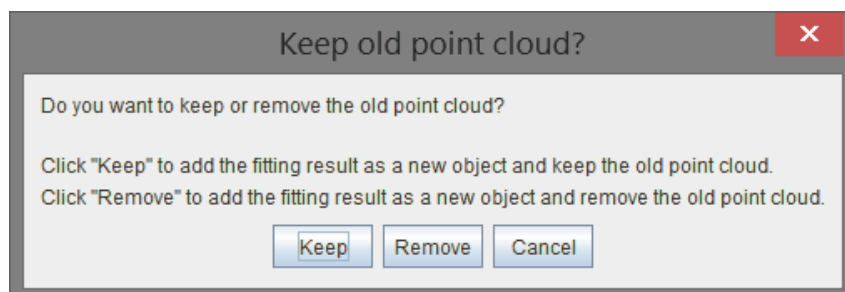 Keep old point cloud?
Do you want to keep or remove the old point cloud?
Click "Keep" to add the fitting result as a new object and keep the old point cloud.
Click "Remove" to add the fitting result as a new object and remove the old point cloud.
Keep Remove Cancel